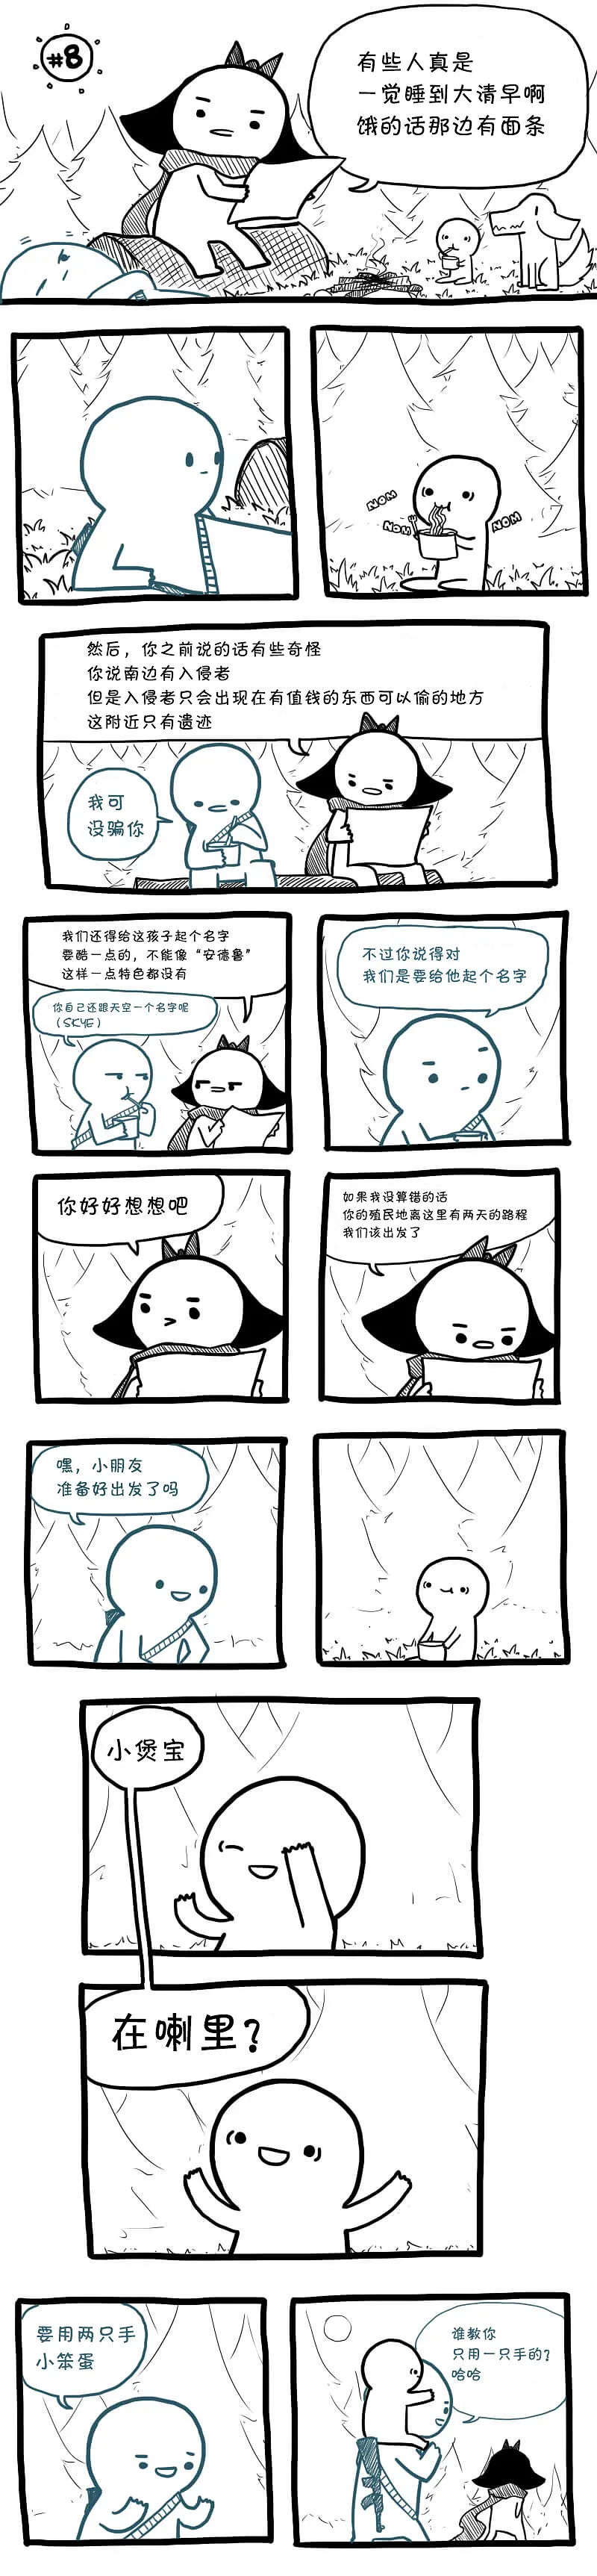 #8
有些人真是
一觉睡到大清早啊
饿的话那边有面条
NOM
NOM
NOM
然后，你之前说的话有些奇怪
你说南边有入侵者
但是入侵者只会出现在有值钱的东西可以偷的地方
这附近只有遗迹
我可
没骗你
我们还得给这孩子起个名字
要酷一点的，不能像“安德鲁”
这样一点特色都没有
你自己还跟天空一个名字呢
（SKYE）
不过你说得对
我们是要给他起个名字
你好好想想吧
如果我没算错的话
你的殖民地离这里有两天的路程
我们该出发了
嘿，小朋友
准备好出发了吗
小煲宝
在喇里？
要用两只手
小笨蛋
谁教你
只用一只手的？
哈哈